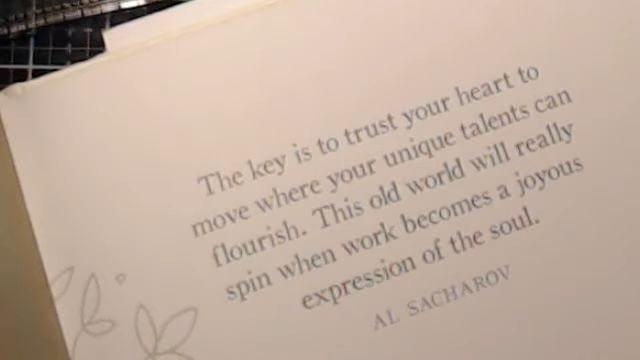 The key is to trust your heart to
move where your unique talents can
flourish. This old world will really
spin when work becomes a joyous
expression of the soul.
AL SACHAROV